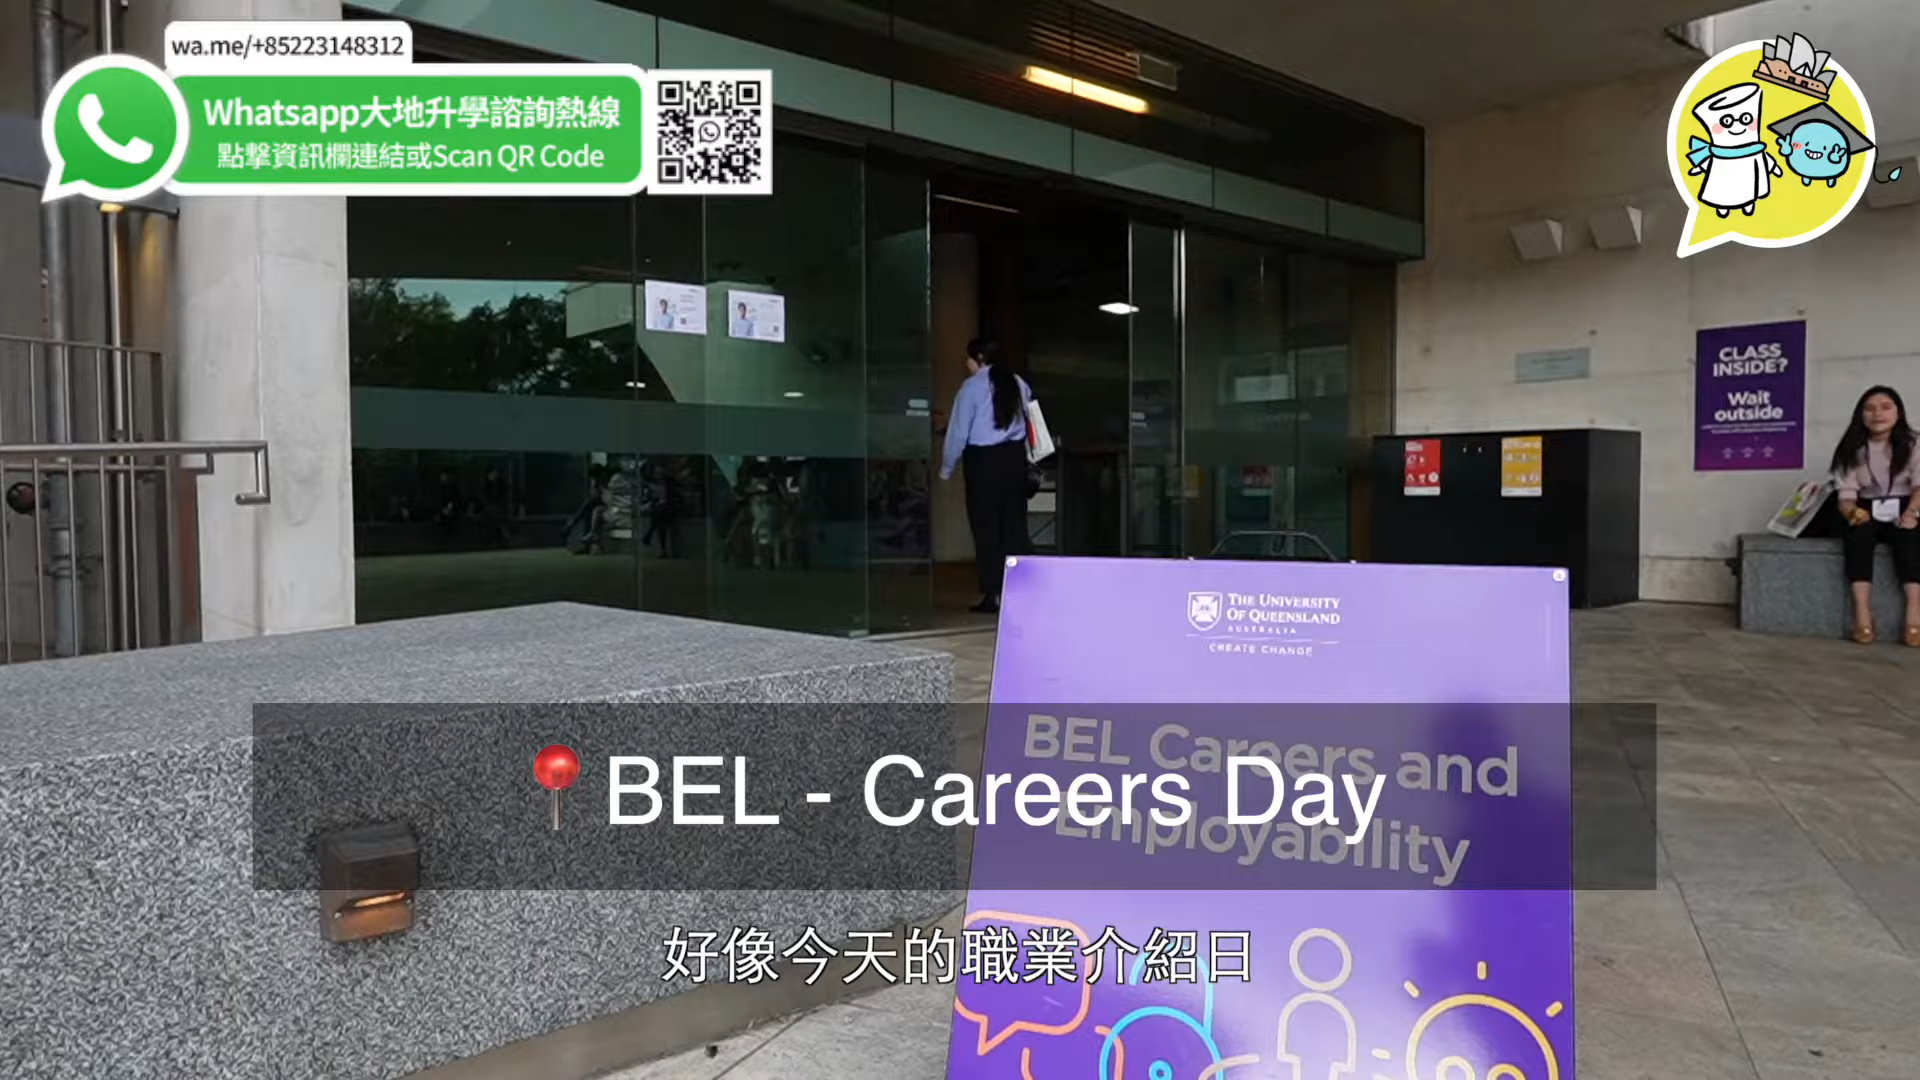 wa.me/+85223148312
Whatsapp大地升學諮詢熱線
點擊資訊欄連結或Scan QR Code
CLASS
INSIDE?
Wait
outside
THE UNIVERSITY
OF QUEENSLAND
AUSTRALIA
CREATE CHANGE
BEL Careers and
Employability
📍BEL - Careers Day
好像今天的職業介紹日